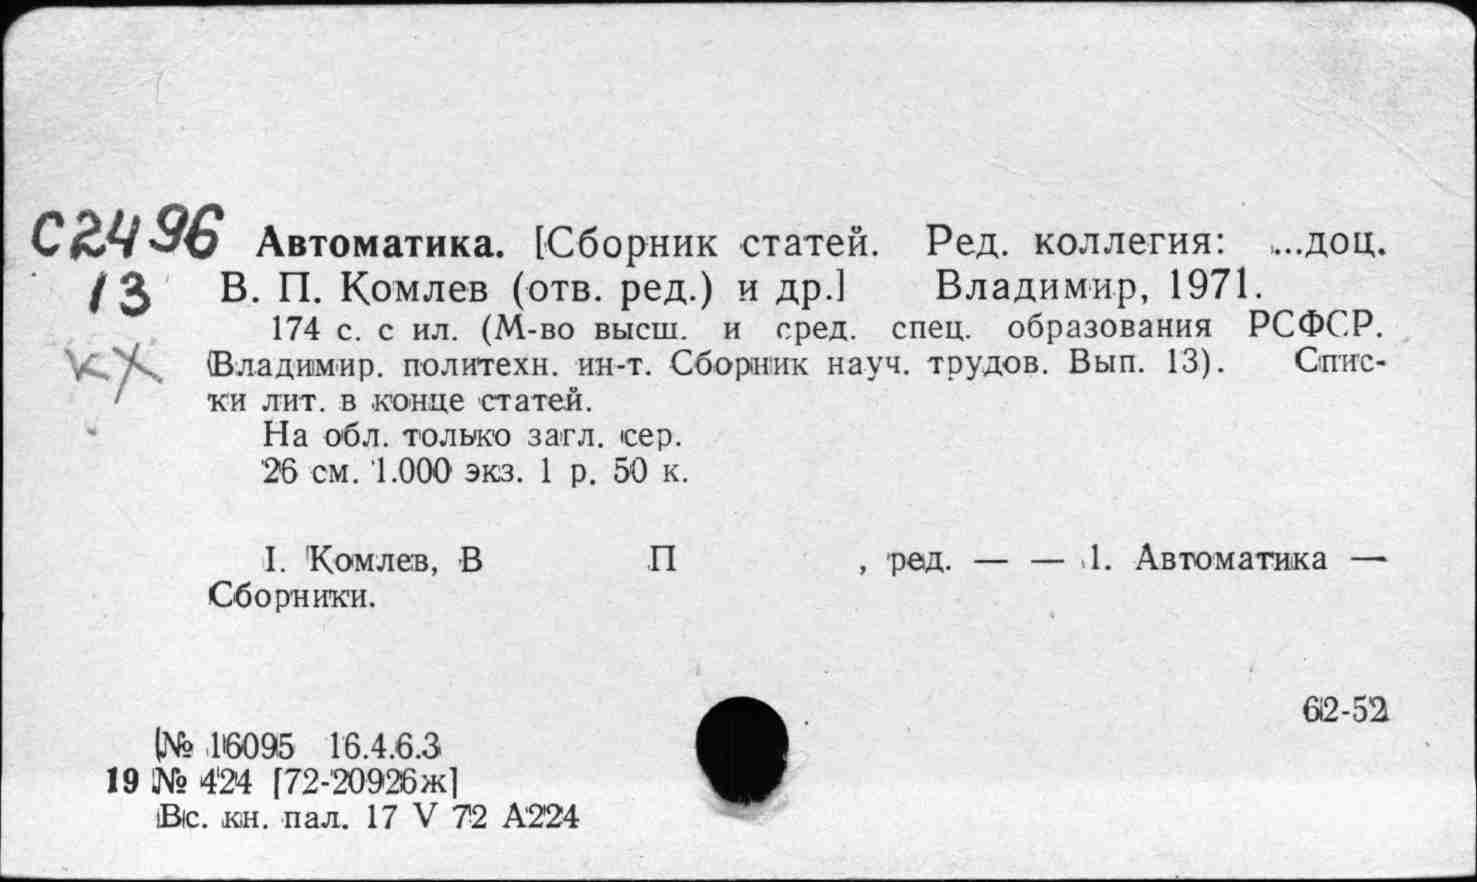 С2496 Автоматика. [Сборник статей. Ред. коллегия: ...доц.
13 В. П. Комлев (отв. ред.) и др.] Владимир, 1971.
174 с. с ил. (М-во высш. и сред. спец. образования РСФСР.
Владимир. политехн. ин-т. Сборник науч. трудов. Вып. 13). Спис-
ки лит. в конце статей.
На обл. только загл. сер.
26 см. 1.000 экз. 1 р. 50 к.
I. Комлев, В П , ред. — — 1. Автоматика —
Сборники.
62-52
[№ 16095 16.4.6.3
19 № 424 [72-20926ж]
Вс. кн. пал. 17 V 72 А224